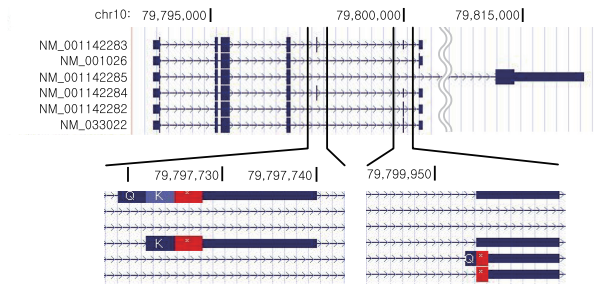 chr10: 79,795,000 79,800,000 79,815,000
NM_001142283
NM_001026
NM_001142285
NM_001142284
NM_001142282
NM_033022
79,797,730 79,797,740 79,799,950
Q K *
K *
Q *
*